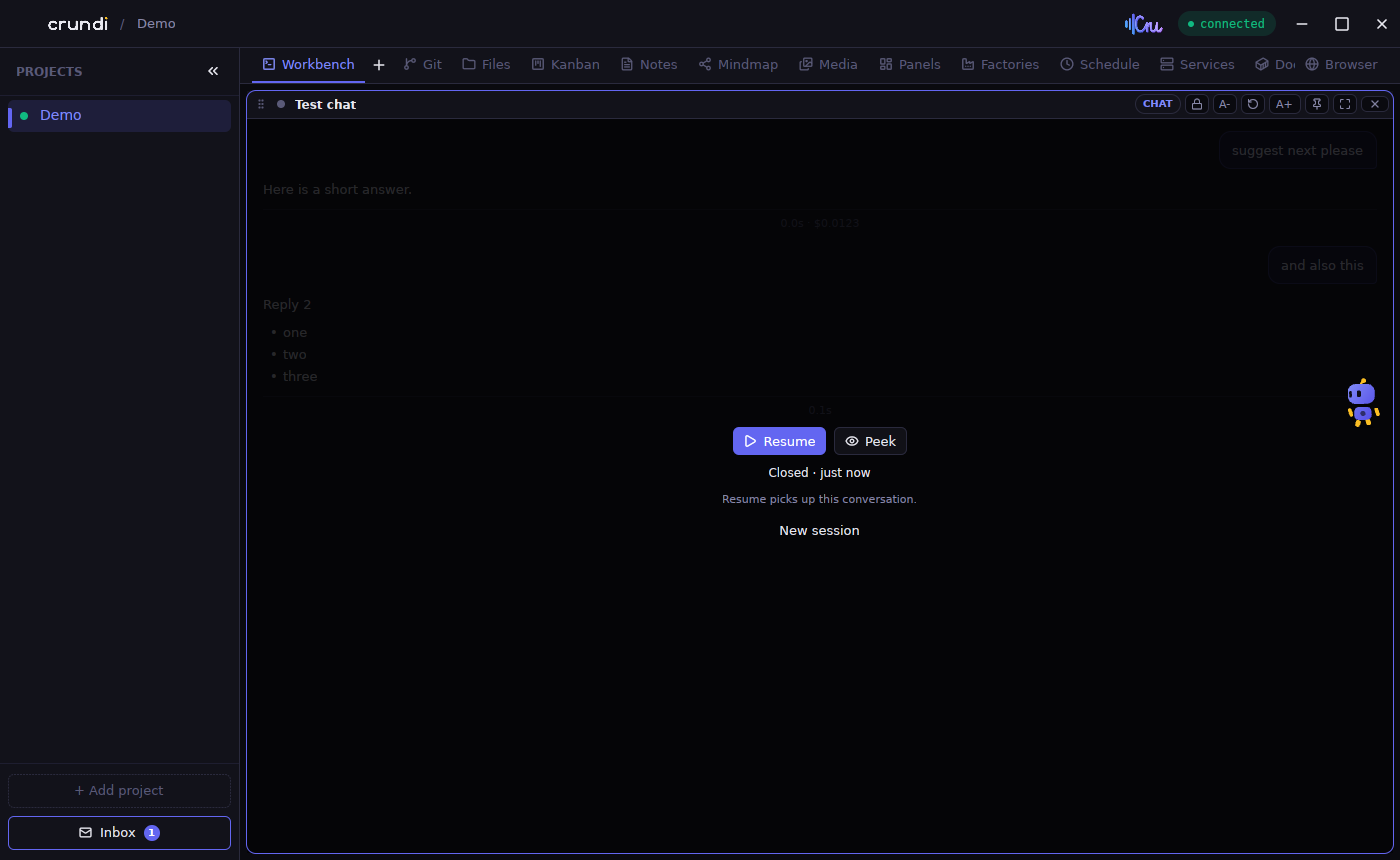 crundi / Demo
Cru
connected
PROJECTS
Workbench
Git
Files
Kanban
Notes
Mindmap
Media
Panels
Factories
Schedule
Services
Browser
Demo
Test chat
CHAT
A-
A+
suggest next please
Here is a short answer.
0.0s · $0.0123
and also this
Reply 2
• one
• two
• three
0.1s
Resume
Peek
Closed · just now
Resume picks up this conversation.
New session
+ Add project
Inbox 1